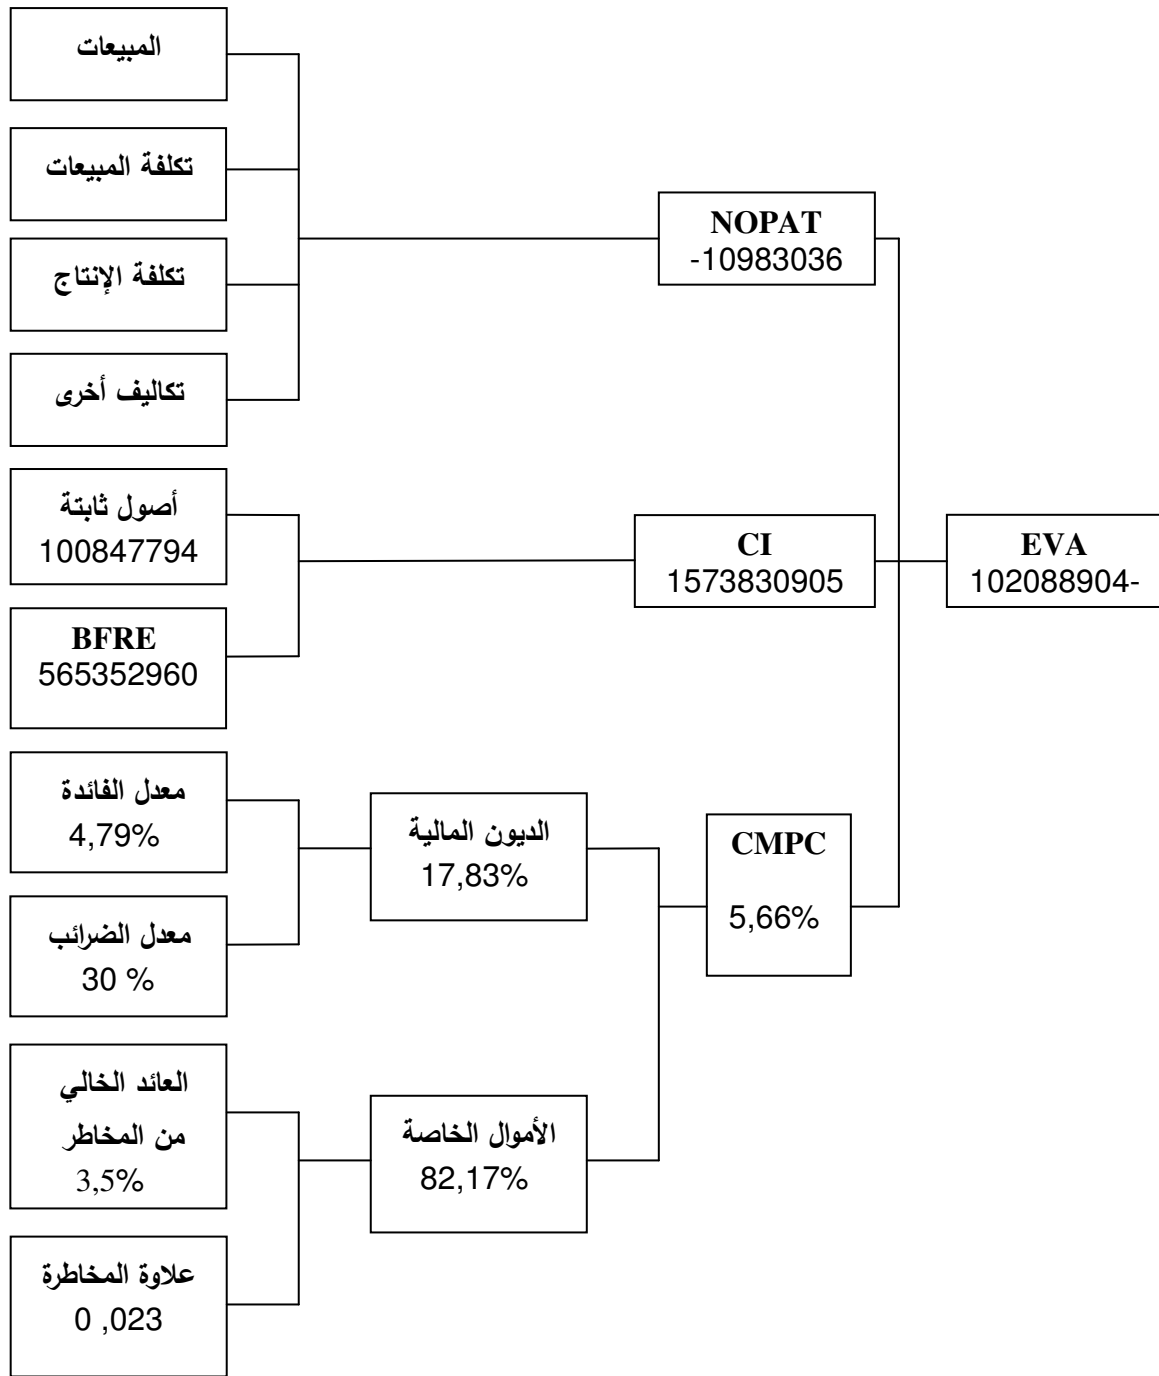 المبيعات
تكلفة المبيعات
تكلفة الإنتاج
تكاليف أخرى
NOPAT
-10983036
أصول ثابتة
100847794
BFRE
565352960
CI
1573830905
EVA
102088904-
معدل الفائدة
4,79%
معدل الضرائب
30 %
الديون المالية
17,83%
CMPC
5,66%
العائد الخالي
من المخاطر
3,5%
علاوة المخاطرة
0 ,023
الأموال الخاصة
82,17%